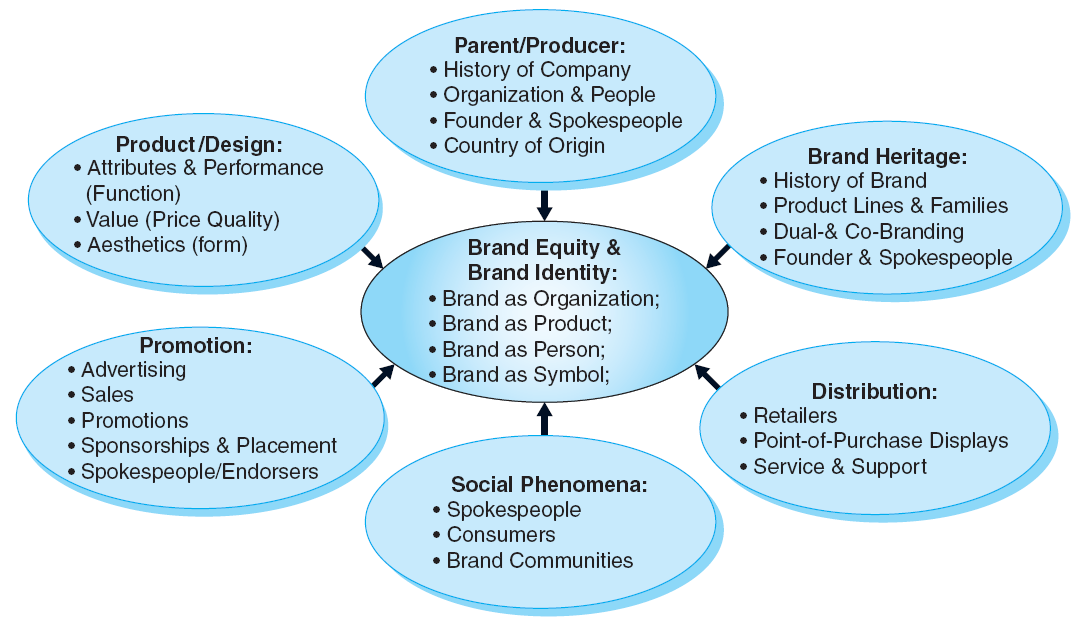 Parent/Producer:
• History of Company
• Organization & People
• Founder & Spokespeople
• Country of Origin
Product/Design:
• Attributes & Performance
(Function)
• Value (Price Quality)
• Aesthetics (form)
Brand Heritage:
• History of Brand
• Product Lines & Families
• Dual-& Co-Branding
• Founder & Spokespeople
Brand Equity &
Brand Identity:
• Brand as Organization;
• Brand as Product;
• Brand as Person;
• Brand as Symbol;
Promotion:
• Advertising
• Sales
• Promotions
• Sponsorships & Placement
• Spokespeople/Endorsers
Distribution:
• Retailers
• Point-of-Purchase Displays
• Service & Support
Social Phenomena:
• Spokespeople
• Consumers
• Brand Communities